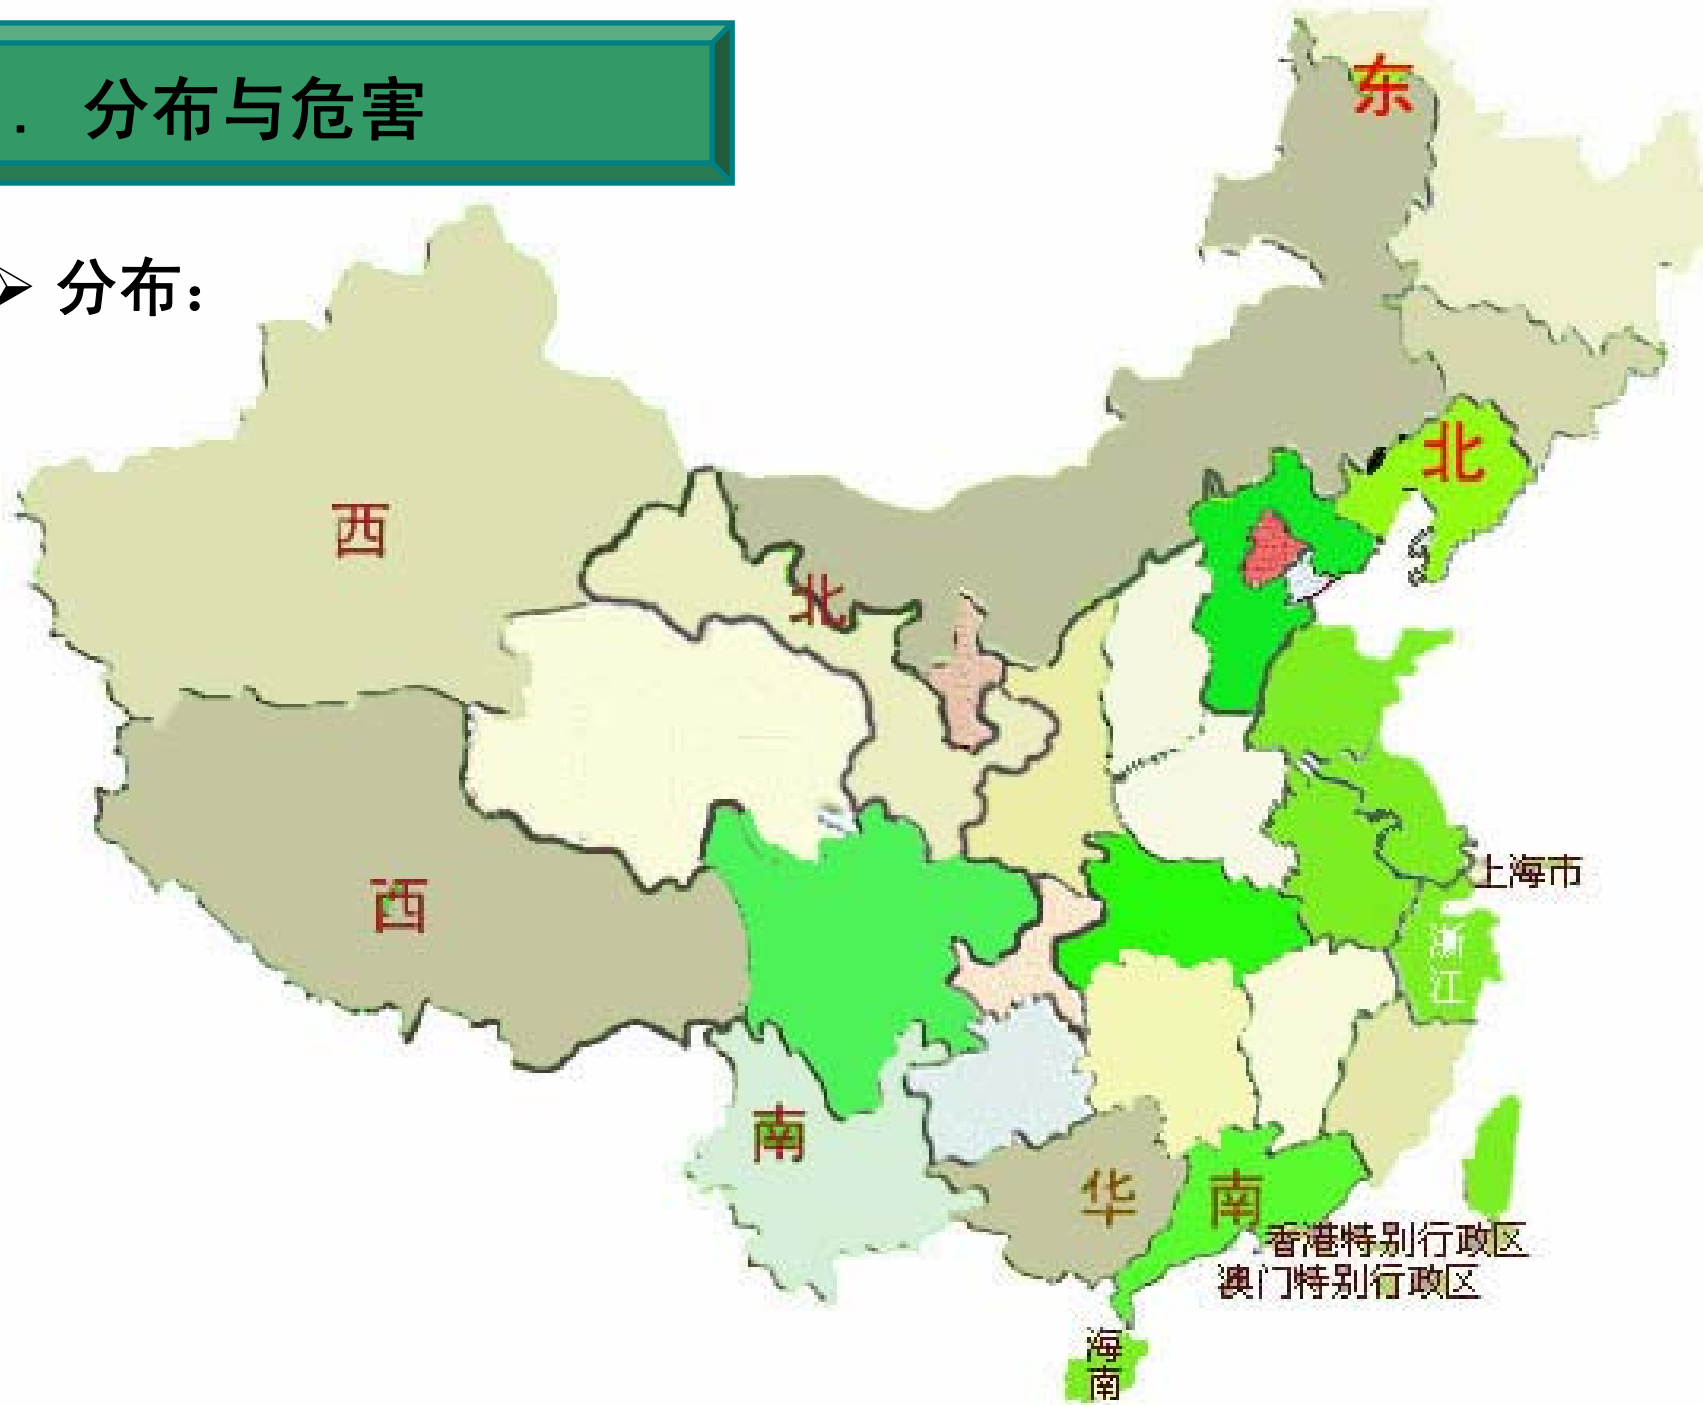 . 分布与危害
➢ 分布：
东
北
西
北
西
南
上海市
浙
江
华 南
香港特别行政区
澳门特别行政区
海
南